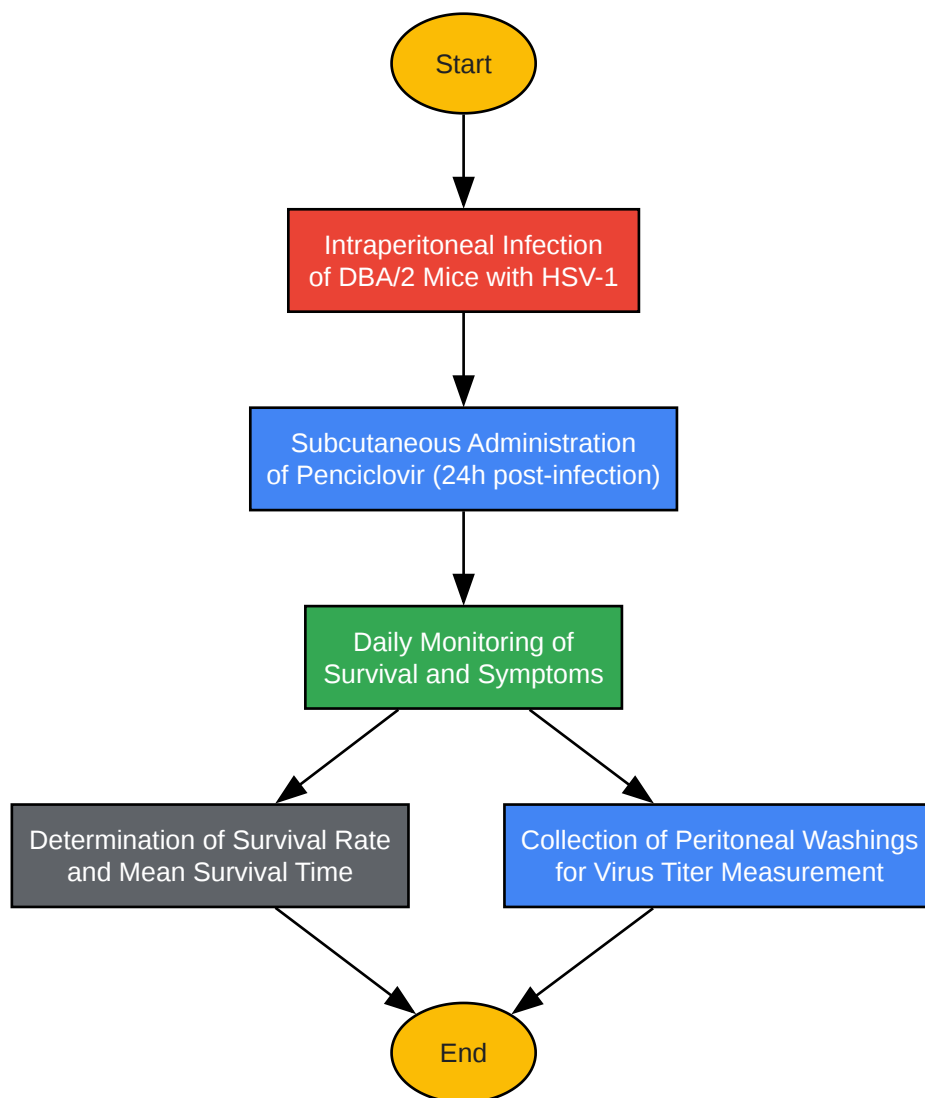 Start
Intraperitoneal Infection
of DBA/2 Mice with HSV-1
Subcutaneous Administration
of Penciclovir (24h post-infection)
Daily Monitoring of
Survival and Symptoms
Determination of Survival Rate
and Mean Survival Time
Collection of Peritoneal Washings
for Virus Titer Measurement
End